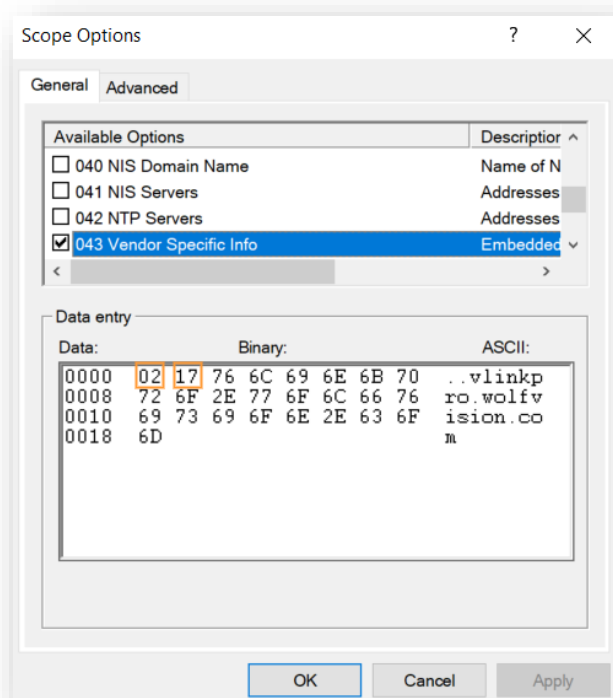 Scope Options ?
General Advanced
Available Options Descriptior
040 NIS Domain Name Name of N
041 NIS Servers Addresses
042 NTP Servers Addresses
043 Vendor Specific Info Embedded
Data entry
Data: Binary: ASCII:
0000 02 17 76 6C 69 6E 6B 70 ..vlinkp
0008 72 6F 2E 77 6F 6C 66 76 ro.wolfv
0010 69 73 69 6F 6E 2E 63 6F ision.co
0018 6D m
OK Cancel Apply